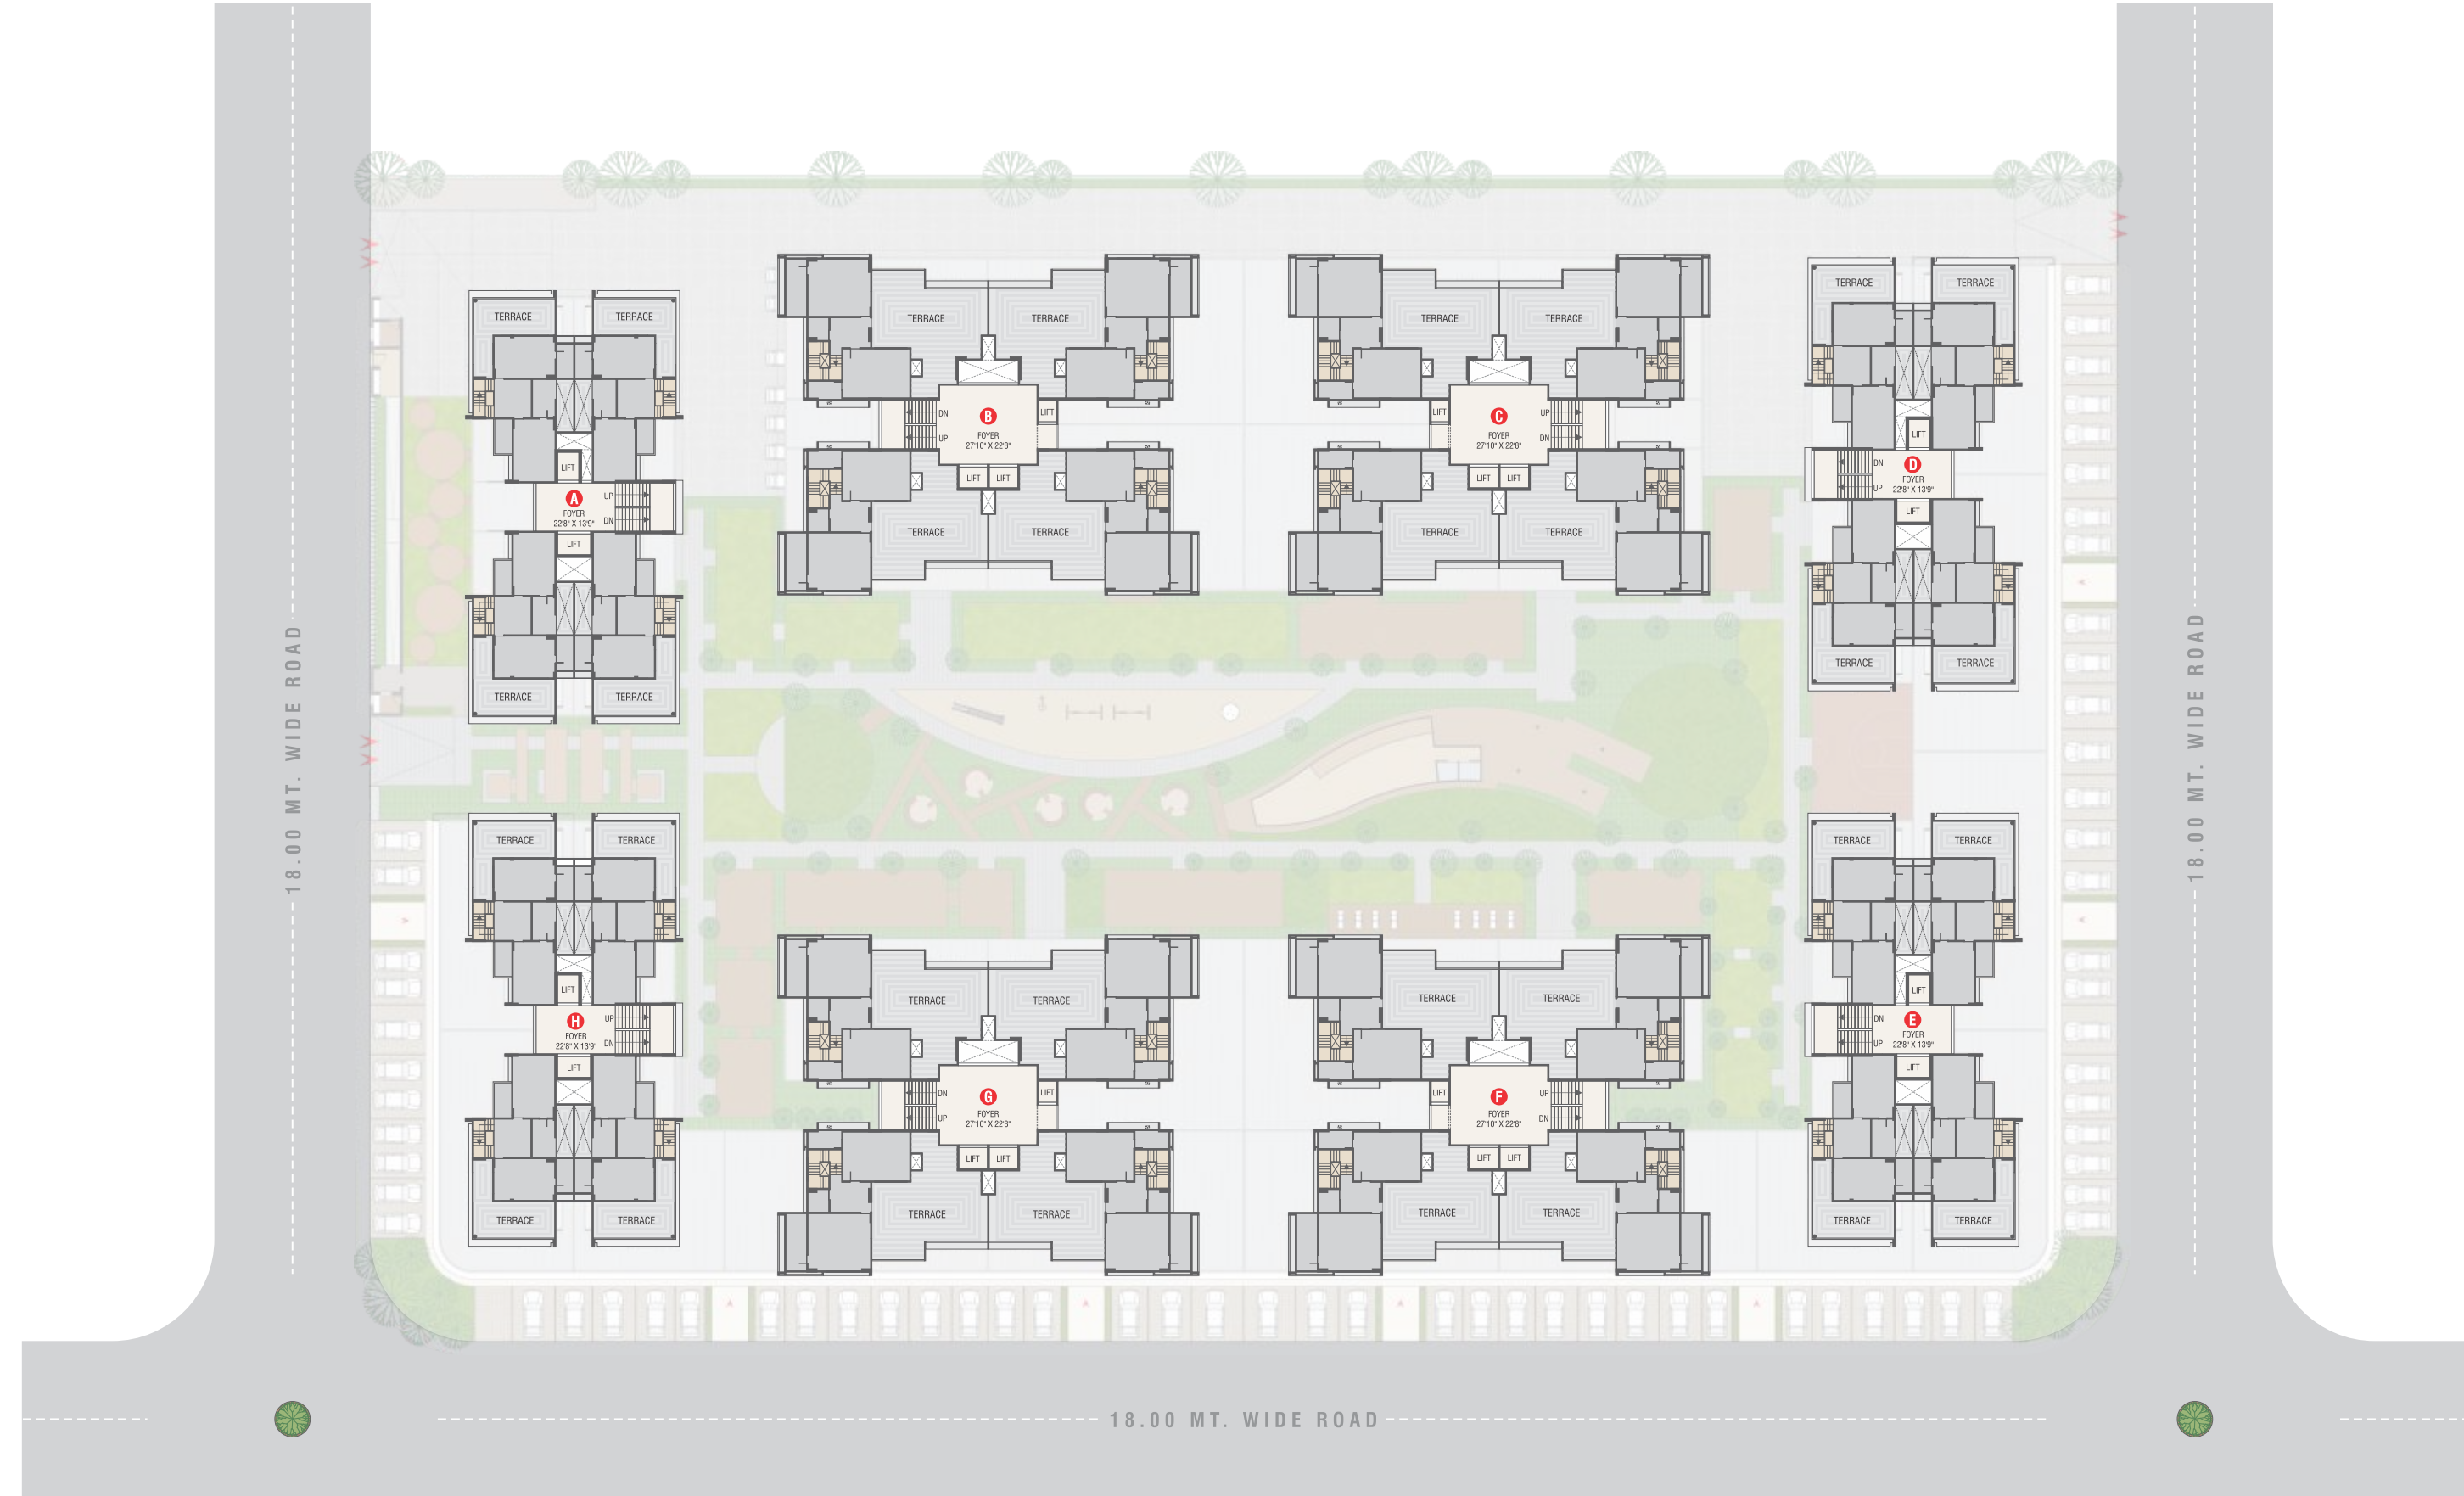 TERRACE TERRACE
LIFT
A
UP
FOYER
22'8" X 13'9"
DN
LIFT
TERRACE TERRACE
TERRACE TERRACE
DN
B
LIFT
UP
FOYER
27'10" X 22'8"
LIFT LIFT
TERRACE TERRACE
TERRACE TERRACE
LIFT
C
UP
FOYER
27'10" X 22'8"
DN
LIFT LIFT
TERRACE TERRACE
TERRACE TERRACE
LIFT
DN
D
FOYER
UP
22'8" X 13'9"
LIFT
TERRACE TERRACE
18.00 MT. WIDE ROAD
18.00 MT. WIDE ROAD
TERRACE TERRACE
LIFT
H
UP
FOYER
22'8" X 13'9"
DN
LIFT
TERRACE TERRACE
TERRACE TERRACE
DN
G
LIFT
UP
FOYER
27'10" X 22'8"
LIFT LIFT
TERRACE TERRACE
TERRACE TERRACE
LIFT
F
UP
FOYER
27'10" X 22'8"
DN
LIFT LIFT
TERRACE TERRACE
TERRACE TERRACE
LIFT
DN
E
FOYER
UP
22'8" X 13'9"
LIFT
TERRACE TERRACE
18.00 MT. WIDE ROAD